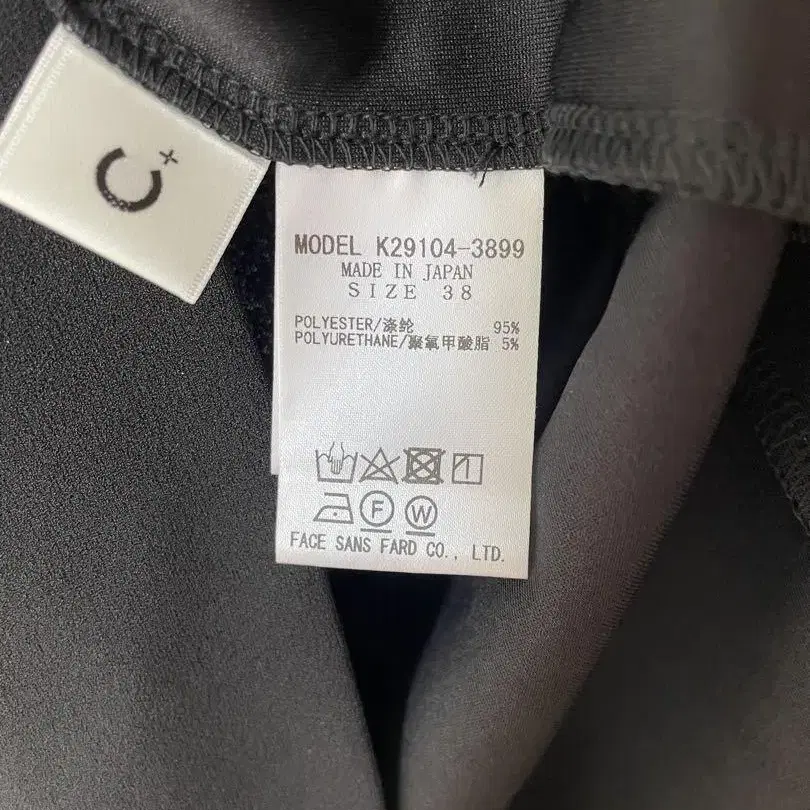 C+
MODEL K29104-3899
MADE IN JAPAN
SIZE 38
POLYESTER/涤纶 95%
POLYURETHANE/聚氧甲酸脂 5%
F W
FACE SANS FARD CO., LTD.